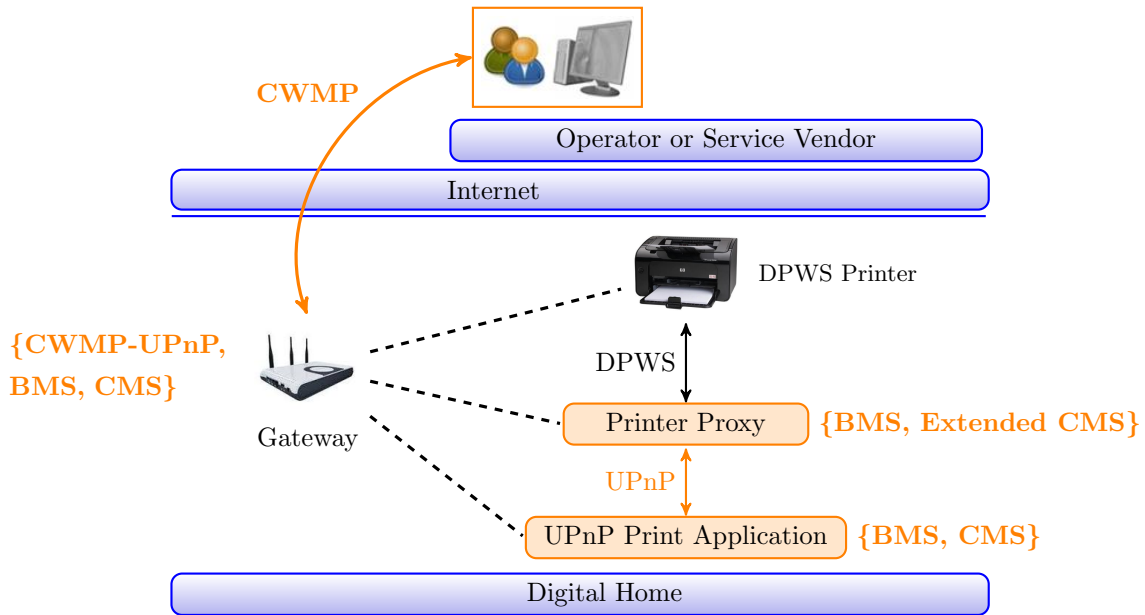 CWMP
Operator or Service Vendor
Internet
DPWS Printer
{CWMP-UPnP,
BMS, CMS}
DPWS
Gateway
Printer Proxy
{BMS, Extended CMS}
UPnP
UPnP Print Application
{BMS, CMS}
Digital Home